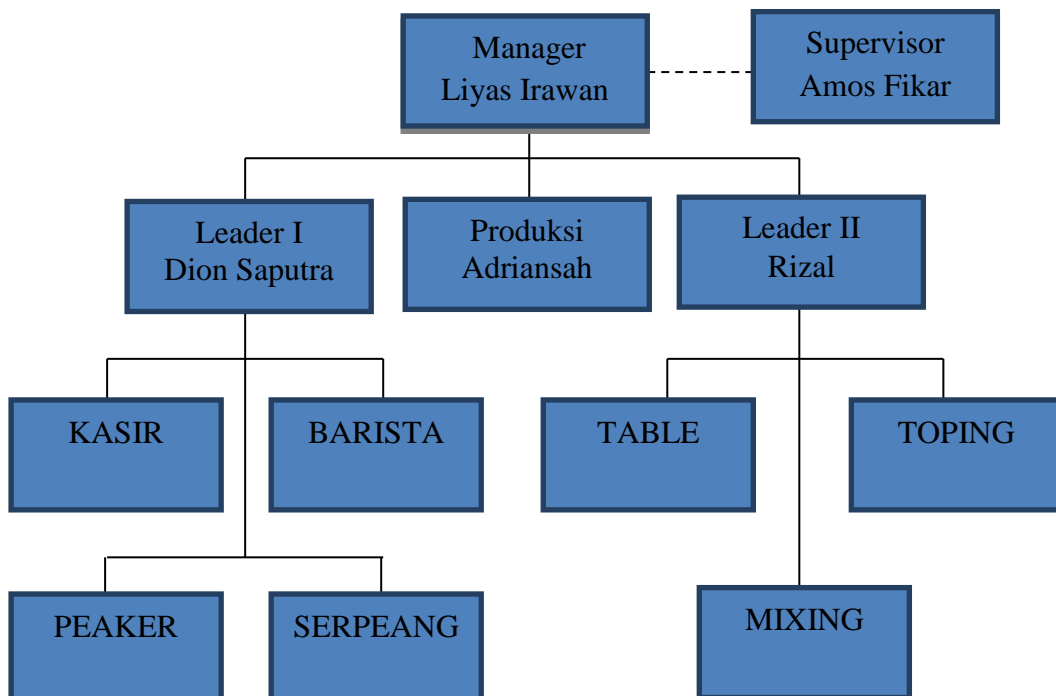 Manager
Liyas Irawan
Supervisor
Amos Fikar
Leader I
Dion Saputra
Produksi
Adriansah
Leader II
Rizal
KASIR
BARISTA
TABLE
TOPING
PEAKER
SERPEANG
MIXING